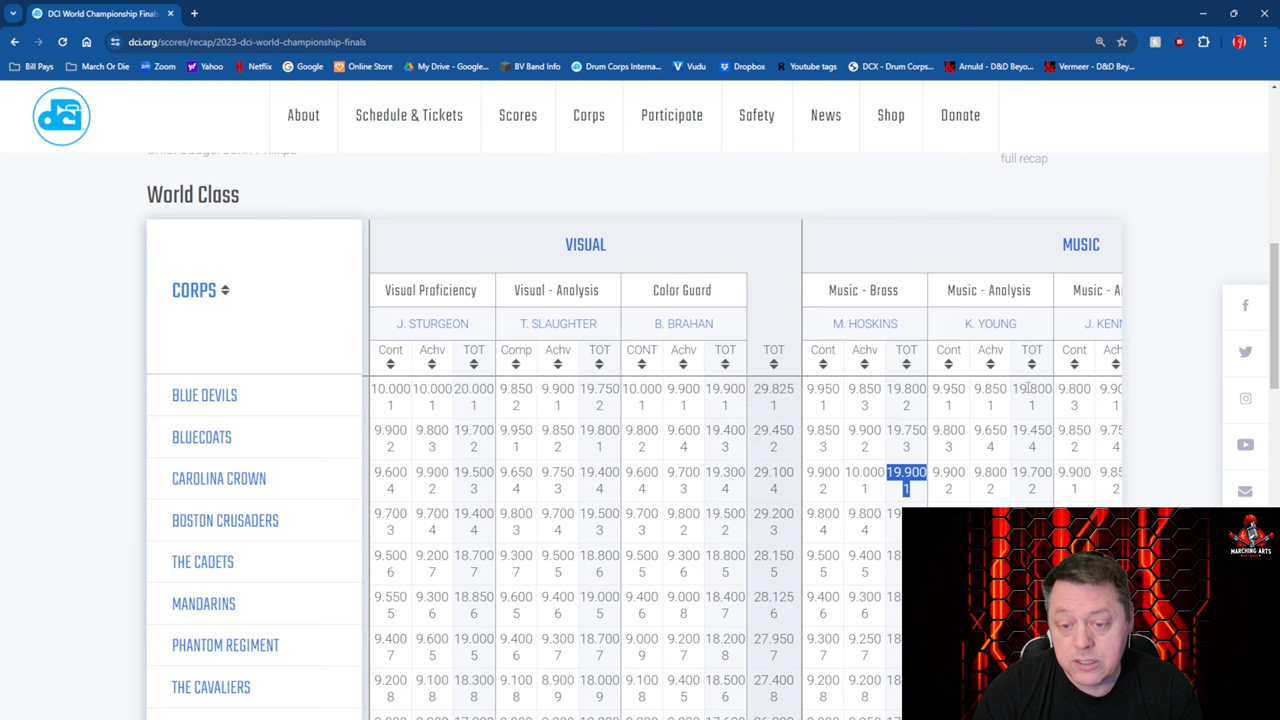 DCI World Championship Finals
dci.org/scores/recap/2023-dci-world-championship-finals
Bill Pays March Or Die Zoom Yahoo Netflix Google Online Store My Drive - Google... BV Band Info Drum Corps Interna... Vudu Dropbox Youtube tags DCX - Drum Corps... Arnuld - D&D Beyo... Vermeer - D&D Bey...
dci About Schedule & Tickets Scores Corps Participate Safety News Shop Donate
full recap
World Class
CORPS VISUAL MUSIC
Visual Proficiency Visual - Analysis Color Guard Music - Brass Music - Analysis Music - A
J. STURGEON T. SLAUGHTER B. BRAHAN M. HOSKINS K. YOUNG J. KENN
Cont Achv TOT Comp Achv TOT CONT Achv TOT TOT Cont Achv TOT Cont Achv TOT Cont Ach
BLUE DEVILS 10.000 10.000 20.000 9.850 9.900 19.750 10.000 9.900 19.900 29.825 9.950 9.850 19.800 9.950 9.850 19.800 9.800 9.90
1 1 1 2 1 2 1 1 1 1 1 3 2 1 1 1 3 1
BLUECOATS 9.900 9.800 19.700 9.950 9.850 19.800 9.800 9.600 19.400 29.450 9.850 9.900 19.750 9.800 9.650 19.450 9.850 9.75
2 3 2 1 2 1 2 4 3 2 3 2 3 3 4 4 2 4
CAROLINA CROWN 9.600 9.900 19.500 9.650 9.750 19.400 9.600 9.700 19.300 29.100 9.900 10.000 19.900 9.900 9.800 19.700 9.900 9.85
4 2 3 4 3 4 4 3 4 4 2 1 1 2 2 2 1 2
BOSTON CRUSADERS 9.700 9.700 19.400 9.800 9.700 19.500 9.700 9.800 19.500 29.200 9.800 9.800
3 4 4 3 4 3 3 2 2 3 4 4
THE CADETS 9.500 9.200 18.700 9.300 9.500 18.800 9.500 9.300 18.800 28.150 9.500 9.400
6 7 7 7 5 6 5 6 5 5 5 5
MANDARINS 9.550 9.300 18.850 9.600 9.400 19.000 9.400 9.000 18.400 28.125 9.400 9.300
5 6 6 5 6 5 6 8 7 6 6 6
PHANTOM REGIMENT 9.400 9.600 19.000 9.400 9.300 18.700 9.000 9.200 18.200 27.950 9.300 9.250
7 5 5 6 7 7 9 7 8 7 7 7
THE CAVALIERS 9.200 9.100 18.300 9.100 8.900 18.000 9.100 9.400 18.500 27.400 9.200 9.200
8 8 8 8 9 9 8 5 6 8 8 8
MARCHING ARTS